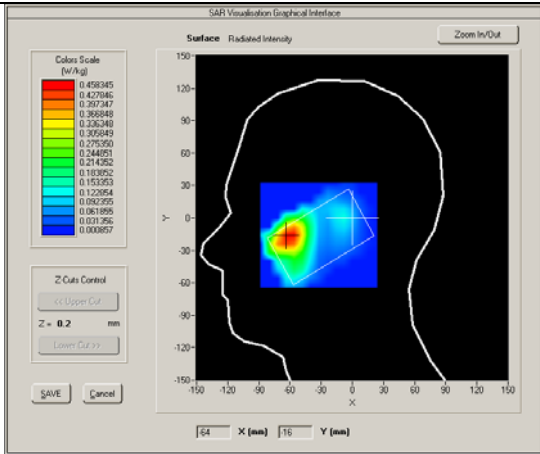 SAR Visualisation Graphical Interface
Surface Radiated Intensity
Zoom In/Out
Colors Scale
(W/kg)
0.458345
0.427846
0.397347
0.366848
0.336348
0.305849
0.275350
0.244851
0.214352
0.183852
0.153353
0.122854
0.092355
0.061855
0.031356
0.000857
Z-Cuts Control
<< Upper Cut
Z = 0.2 mm
Lower Cut >>
SAVE Cancel
150
120
90
60
30
0
-30
-60
-90
-120
-150
Y
-150 -120 -90 -60 -30 0 30 60 90 120 150
X
-64 X (mm) -16 Y (mm)